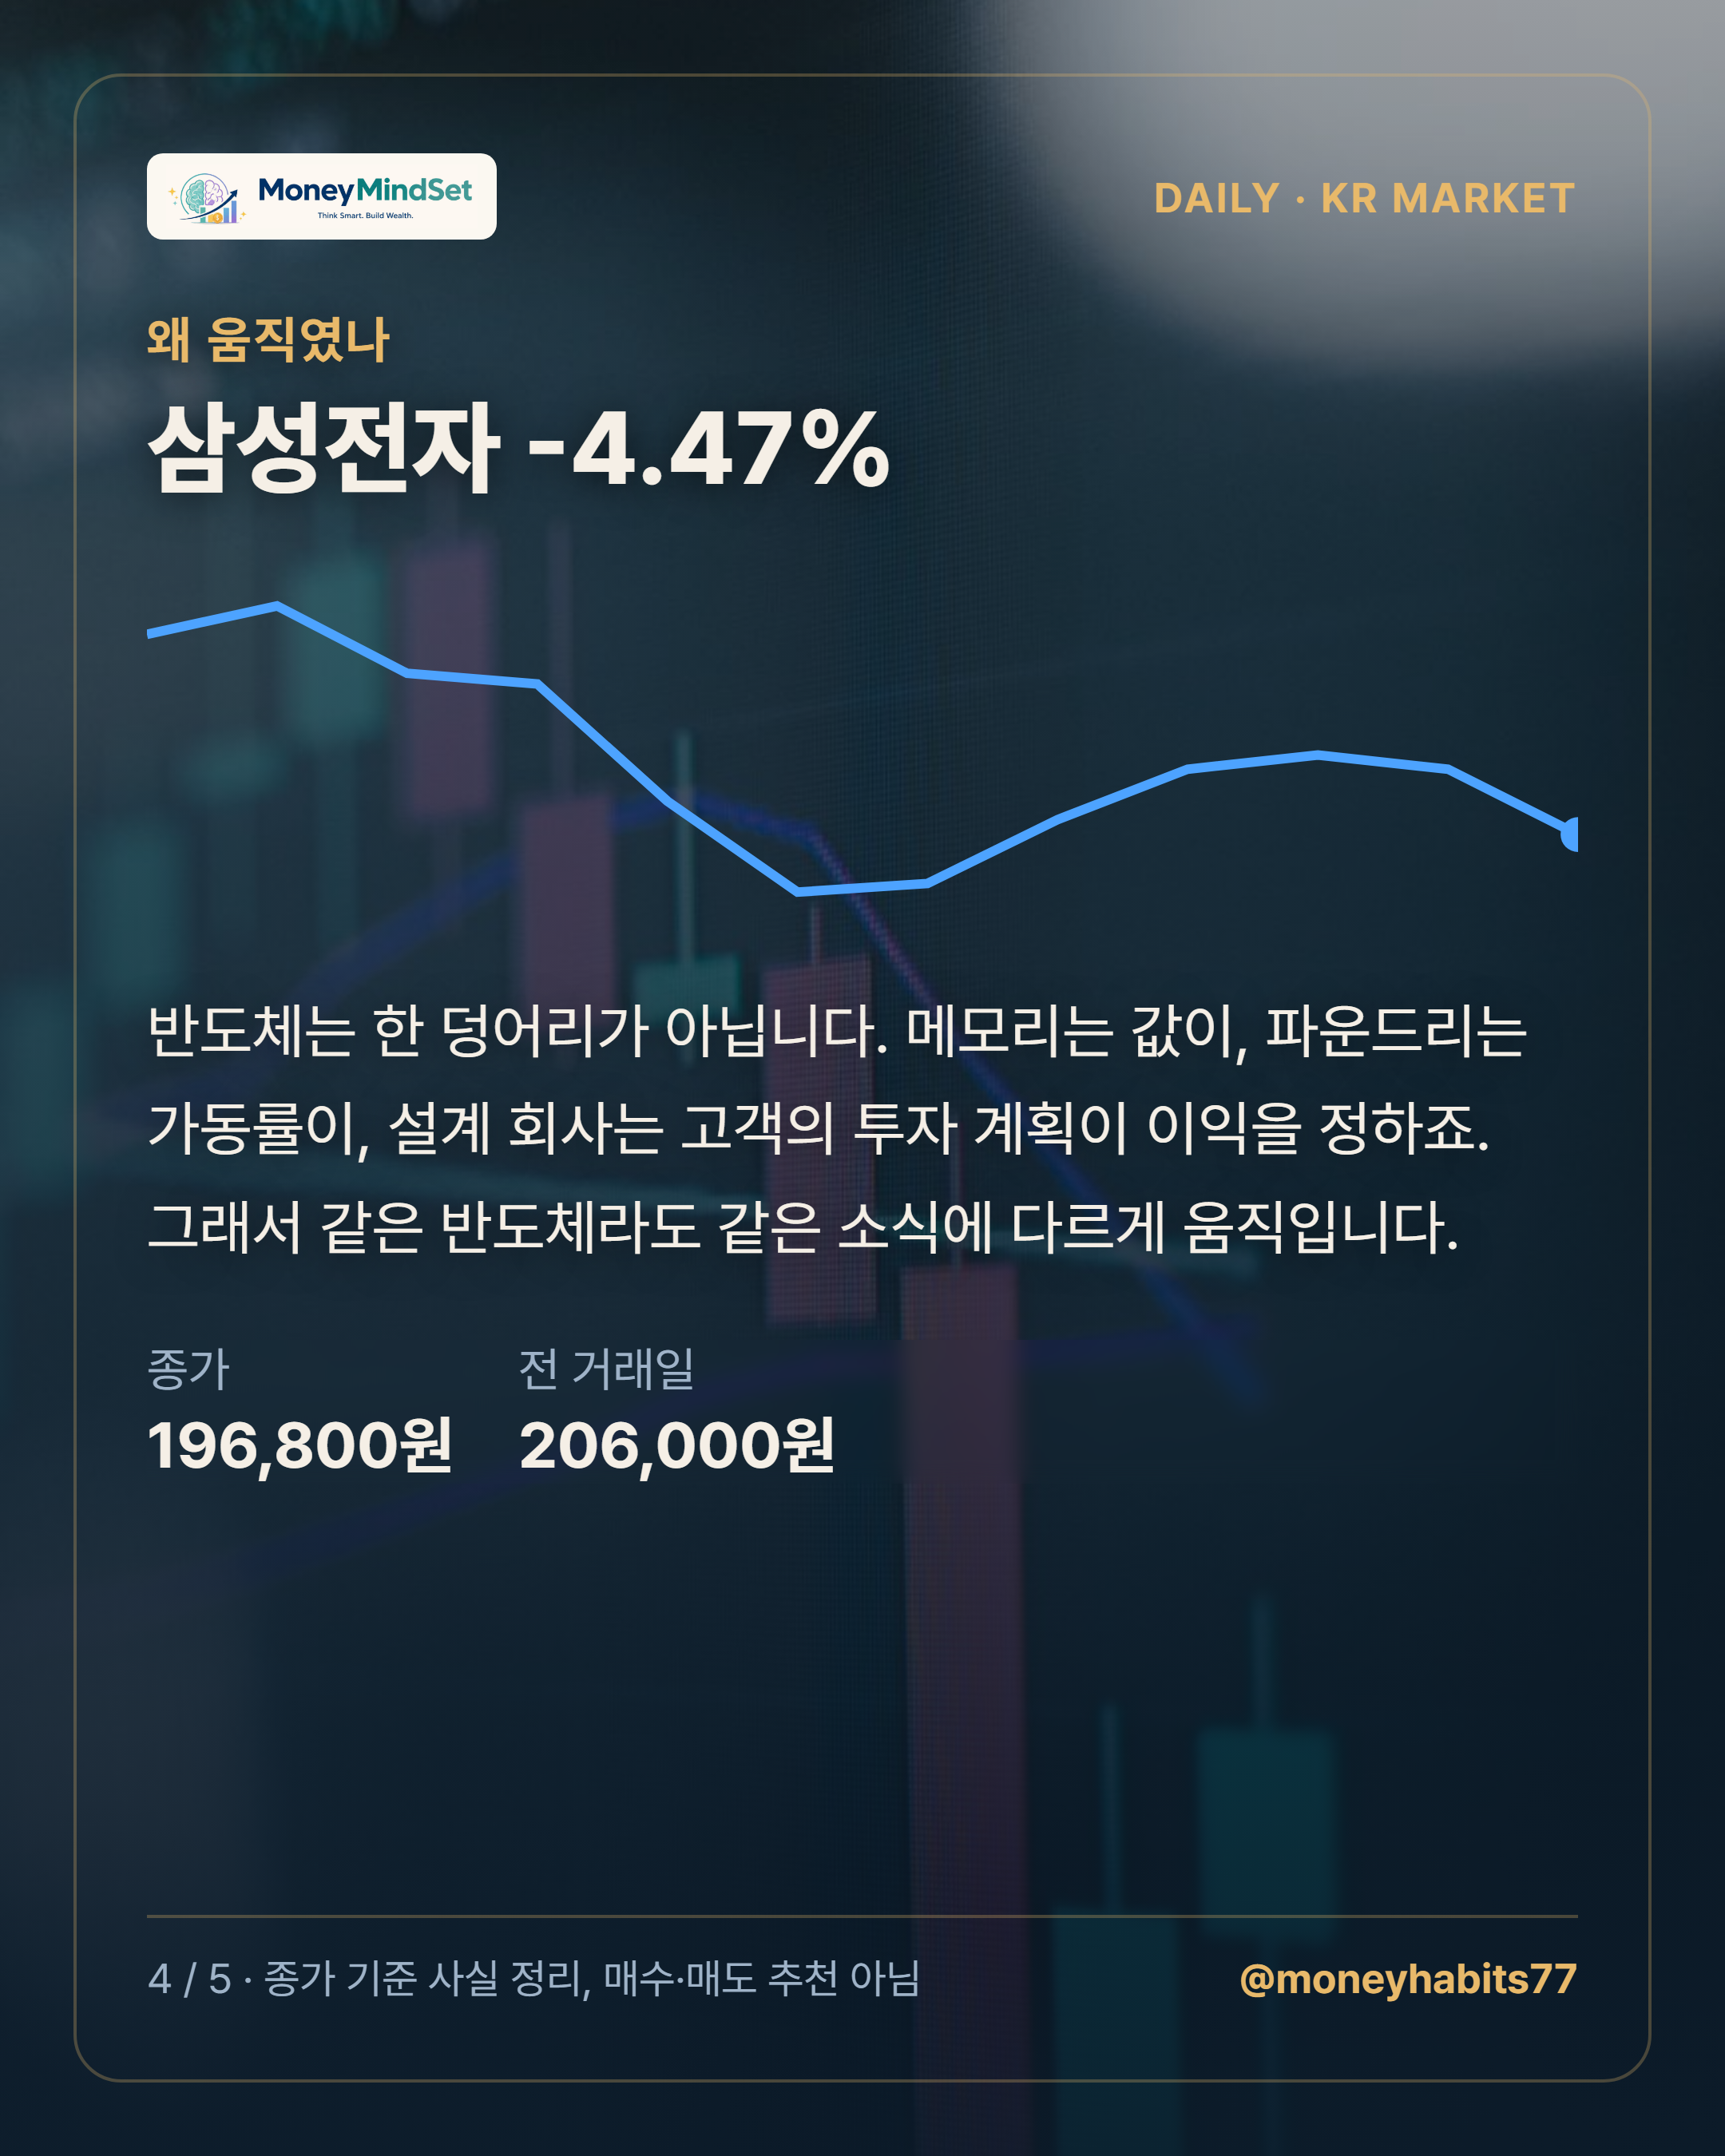 MoneyMindSet
Think Smart. Build Wealth.
DAILY · KR MARKET
왜 움직였나
삼성전자 -4.47%
반도체는 한 덩어리가 아닙니다. 메모리는 값이, 파운드리는
가동률이, 설계 회사는 고객의 투자 계획이 이익을 정하죠.
그래서 같은 반도체라도 같은 소식에 다르게 움직입니다.
종가 전 거래일
196,800원 206,000원
4 / 5 · 종가 기준 사실 정리, 매수·매도 추천 아님
@moneyhabits77